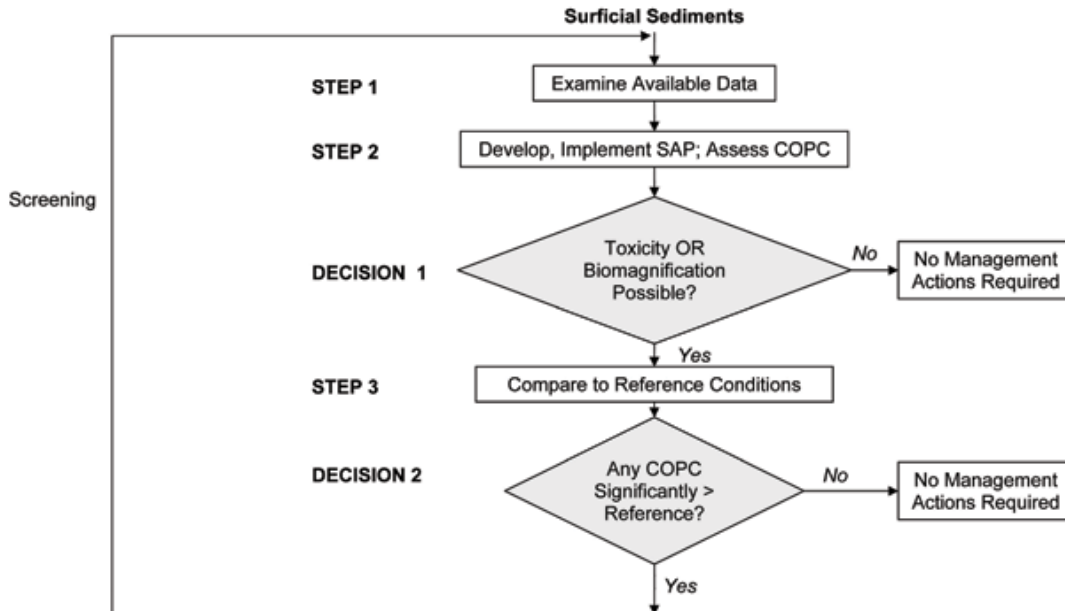 Surficial Sediments
STEP 1
Examine Available Data
STEP 2
Develop, Implement SAP; Assess COPC
Screening
DECISION 1
Toxicity OR
Biomagnification
Possible?
No
No Management
Actions Required
Yes
STEP 3
Compare to Reference Conditions
DECISION 2
Any COPC
Significantly >
Reference?
No
No Management
Actions Required
Yes